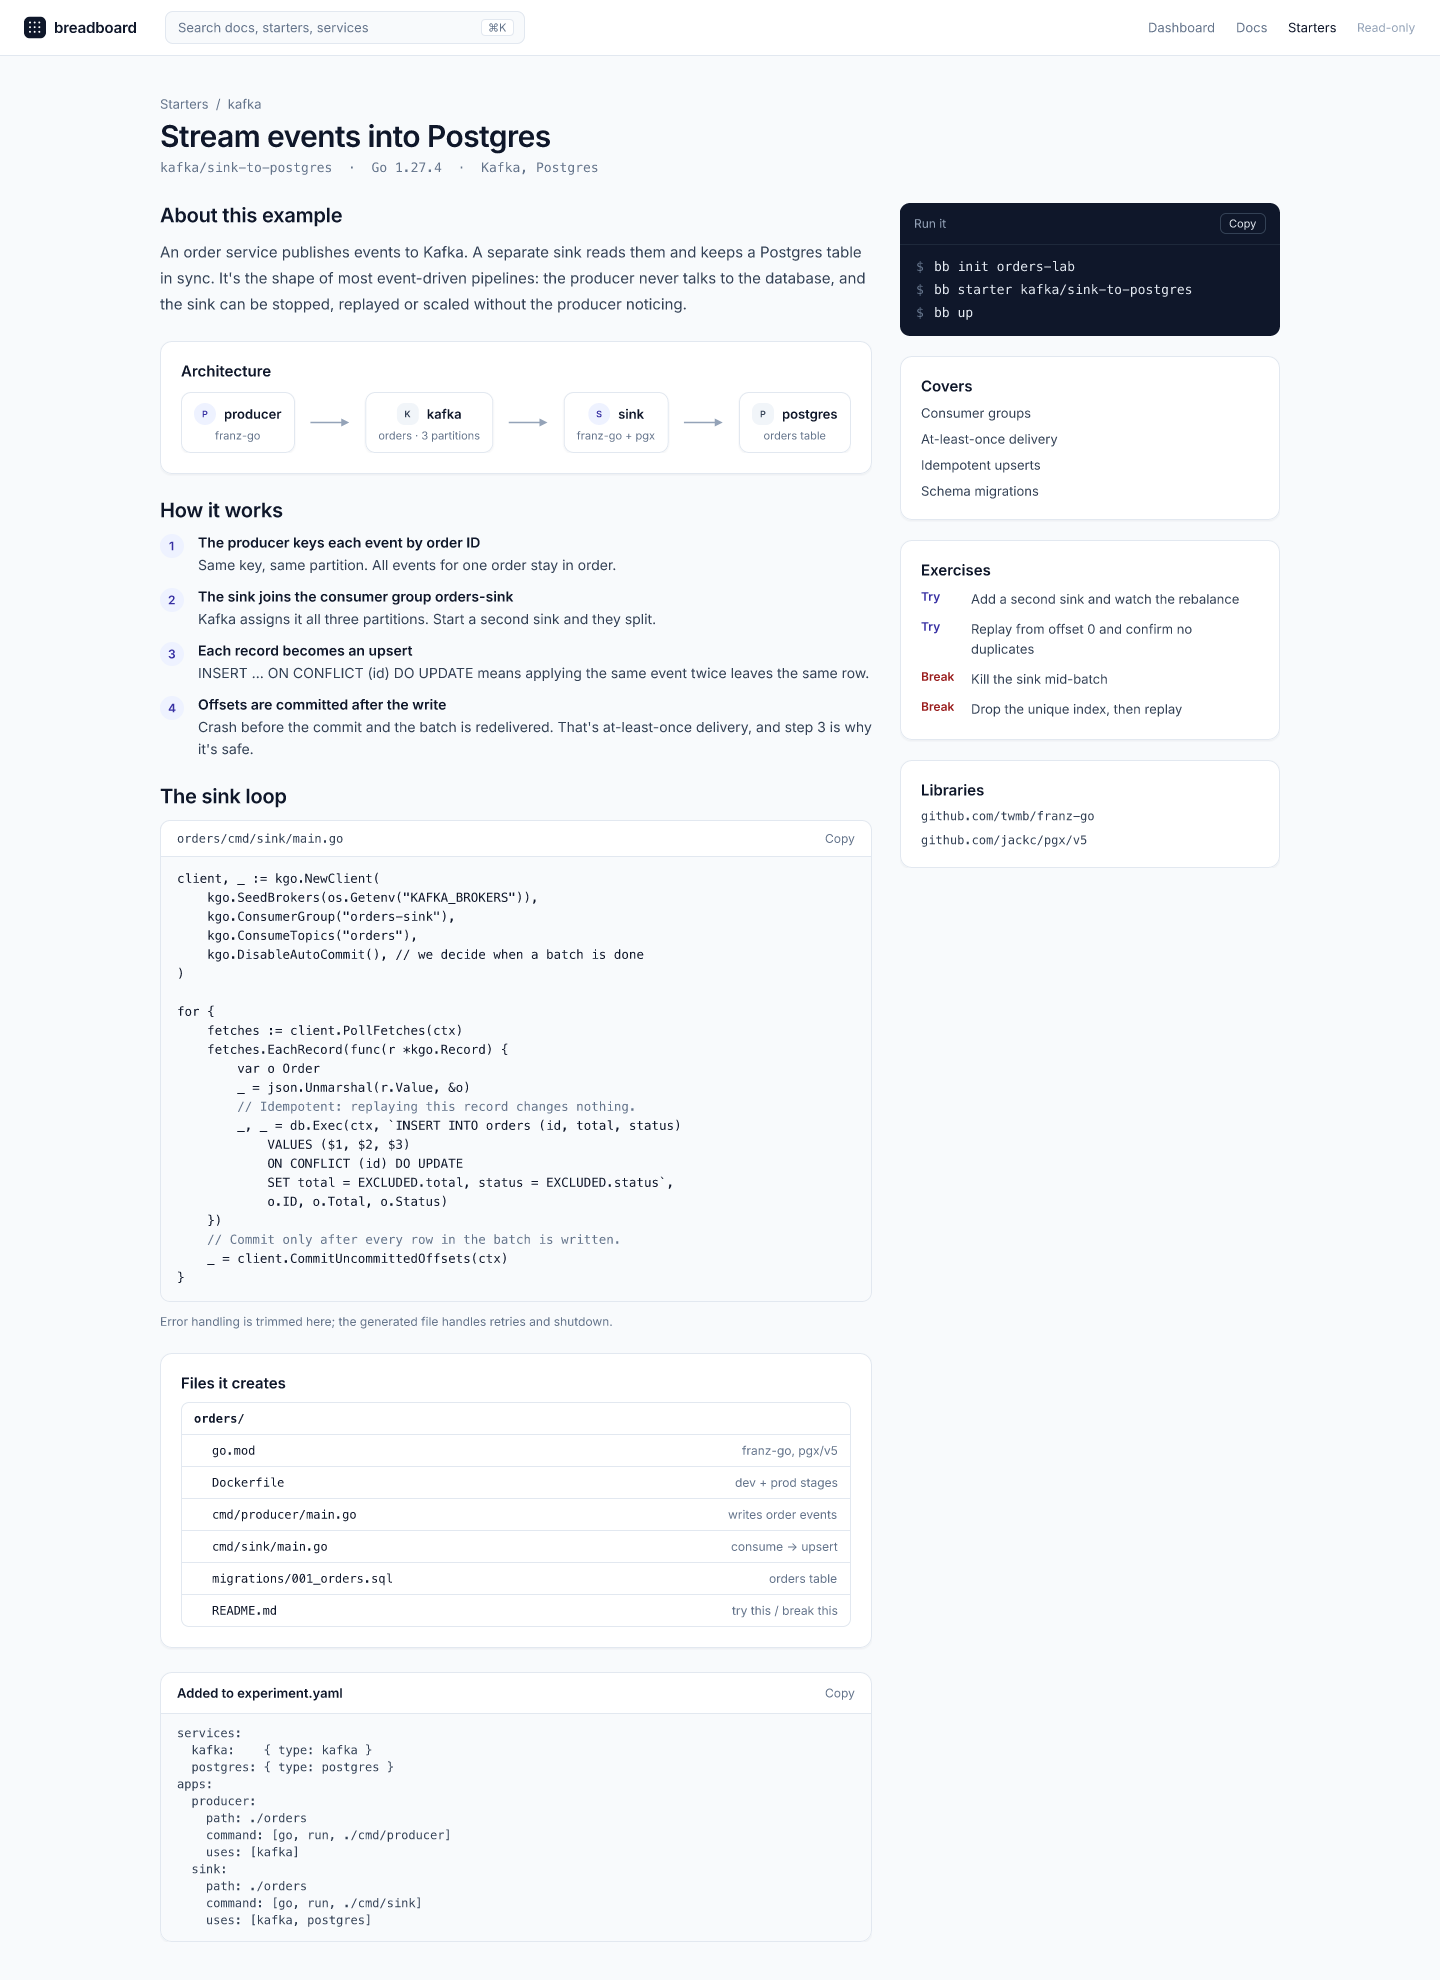 breadboard
Search docs, starters, services
⌘K
Dashboard
Docs
Starters
Read-only
Starters / kafka
Stream events into Postgres
kafka/sink-to-postgres · Go 1.27.4 · Kafka, Postgres
About this example
An order service publishes events to Kafka. A separate sink reads them and keeps a Postgres table
in sync. It's the shape of most event-driven pipelines: the producer never talks to the database, and
the sink can be stopped, replayed or scaled without the producer noticing.
Architecture
P producer
franz-go
K kafka
orders · 3 partitions
S sink
franz-go + pgx
P postgres
orders table
How it works
1 The producer keys each event by order ID
Same key, same partition. All events for one order stay in order.
2 The sink joins the consumer group orders-sink
Kafka assigns it all three partitions. Start a second sink and they split.
3 Each record becomes an upsert
INSERT ... ON CONFLICT (id) DO UPDATE means applying the same event twice leaves the same row.
4 Offsets are committed after the write
Crash before the commit and the batch is redelivered. That's at-least-once delivery, and step 3 is why
it's safe.
The sink loop
orders/cmd/sink/main.go
Copy
client, _ := kgo.NewClient(
    kgo.SeedBrokers(os.Getenv("KAFKA_BROKERS")),
    kgo.ConsumerGroup("orders-sink"),
    kgo.ConsumeTopics("orders"),
    kgo.DisableAutoCommit(), // we decide when a batch is done
)
for {
    fetches := client.PollFetches(ctx)
    fetches.EachRecord(func(r *kgo.Record) {
        var o Order
        _ = json.Unmarshal(r.Value, &o)
        // Idempotent: replaying this record changes nothing.
        _, _ = db.Exec(ctx, `INSERT INTO orders (id, total, status)
            VALUES ($1, $2, $3)
            ON CONFLICT (id) DO UPDATE
            SET total = EXCLUDED.total, status = EXCLUDED.status`,
            o.ID, o.Total, o.Status)
    })
    // Commit only after every row in the batch is written.
    _ = client.CommitUncommittedOffsets(ctx)
}
Error handling is trimmed here; the generated file handles retries and shutdown.
Files it creates
orders/
go.mod franz-go, pgx/v5
Dockerfile dev + prod stages
cmd/producer/main.go writes order events
cmd/sink/main.go consume → upsert
migrations/001_orders.sql orders table
README.md try this / break this
Added to experiment.yaml
Copy
services:
  kafka:    { type: kafka }
  postgres: { type: postgres }
apps:
  producer:
    path: ./orders
    command: [go, run, ./cmd/producer]
    uses: [kafka]
  sink:
    path: ./orders
    command: [go, run, ./cmd/sink]
    uses: [kafka, postgres]
Run it
Copy
$ bb init orders-lab
$ bb starter kafka/sink-to-postgres
$ bb up
Covers
Consumer groups
At-least-once delivery
Idempotent upserts
Schema migrations
Exercises
Try Add a second sink and watch the rebalance
Try Replay from offset 0 and confirm no
duplicates
Break Kill the sink mid-batch
Break Drop the unique index, then replay
Libraries
github.com/twmb/franz-go
github.com/jackc/pgx/v5